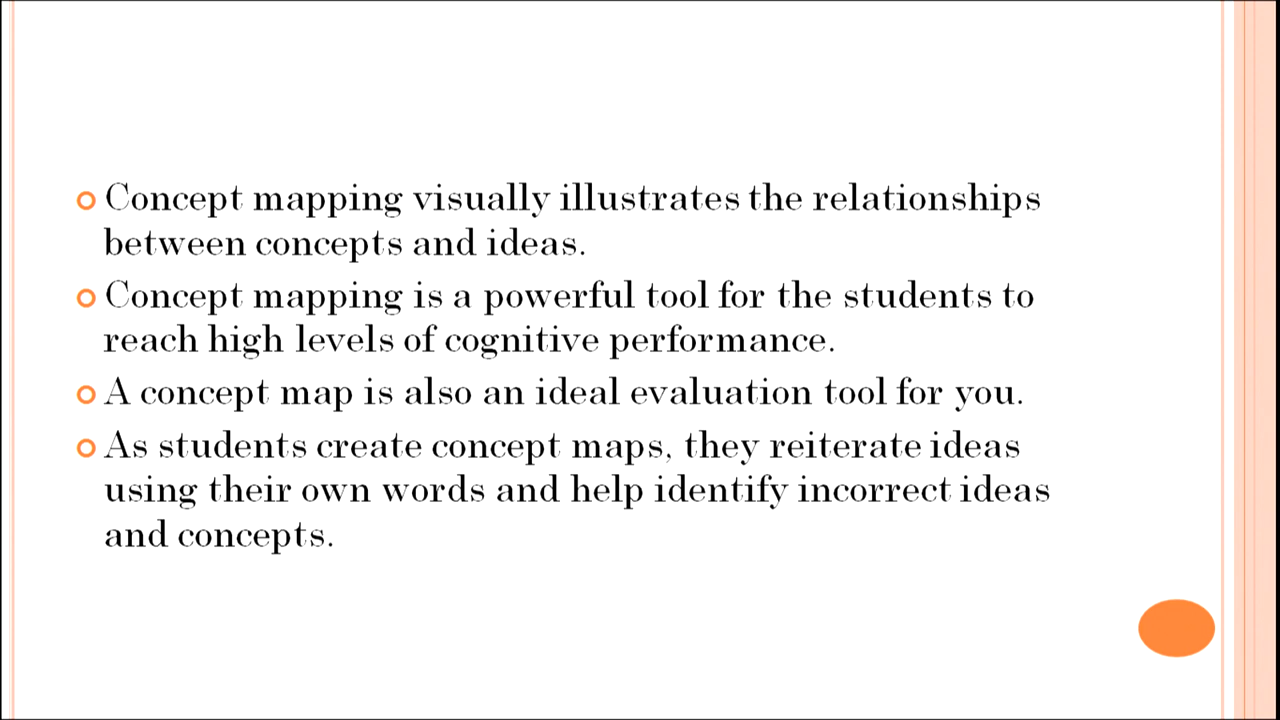 Concept mapping visually illustrates the relationships
between concepts and ideas.
Concept mapping is a powerful tool for the students to
reach high levels of cognitive performance.
A concept map is also an ideal evaluation tool for you.
As students create concept maps, they reiterate ideas
using their own words and help identify incorrect ideas
and concepts.